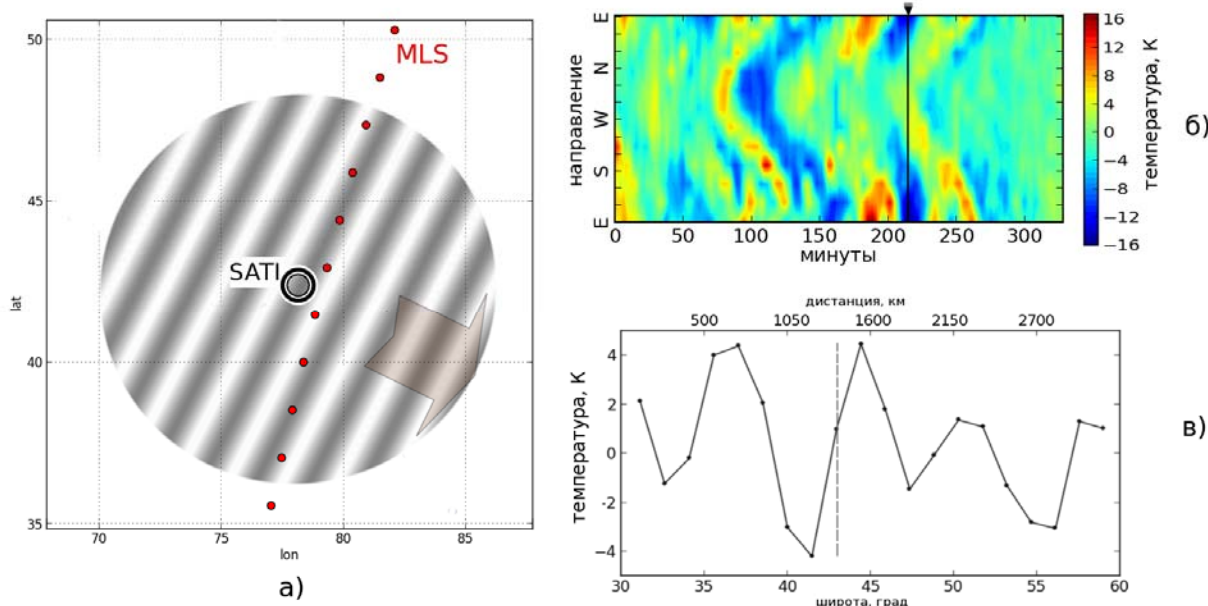 MLS
SATI
50
45
40
35
lat
70
75
80
85
lon
а)
E
N
W
S
E
направление
0
50
100
150
200
250
300
минуты
16
12
8
4
0
−4
−8
−12
−16
температура, К
б)
дистанция, км
500
1050
1600
2150
2700
4
2
0
−2
−4
температура, К
30
35
40
45
50
55
60
широта, град
в)